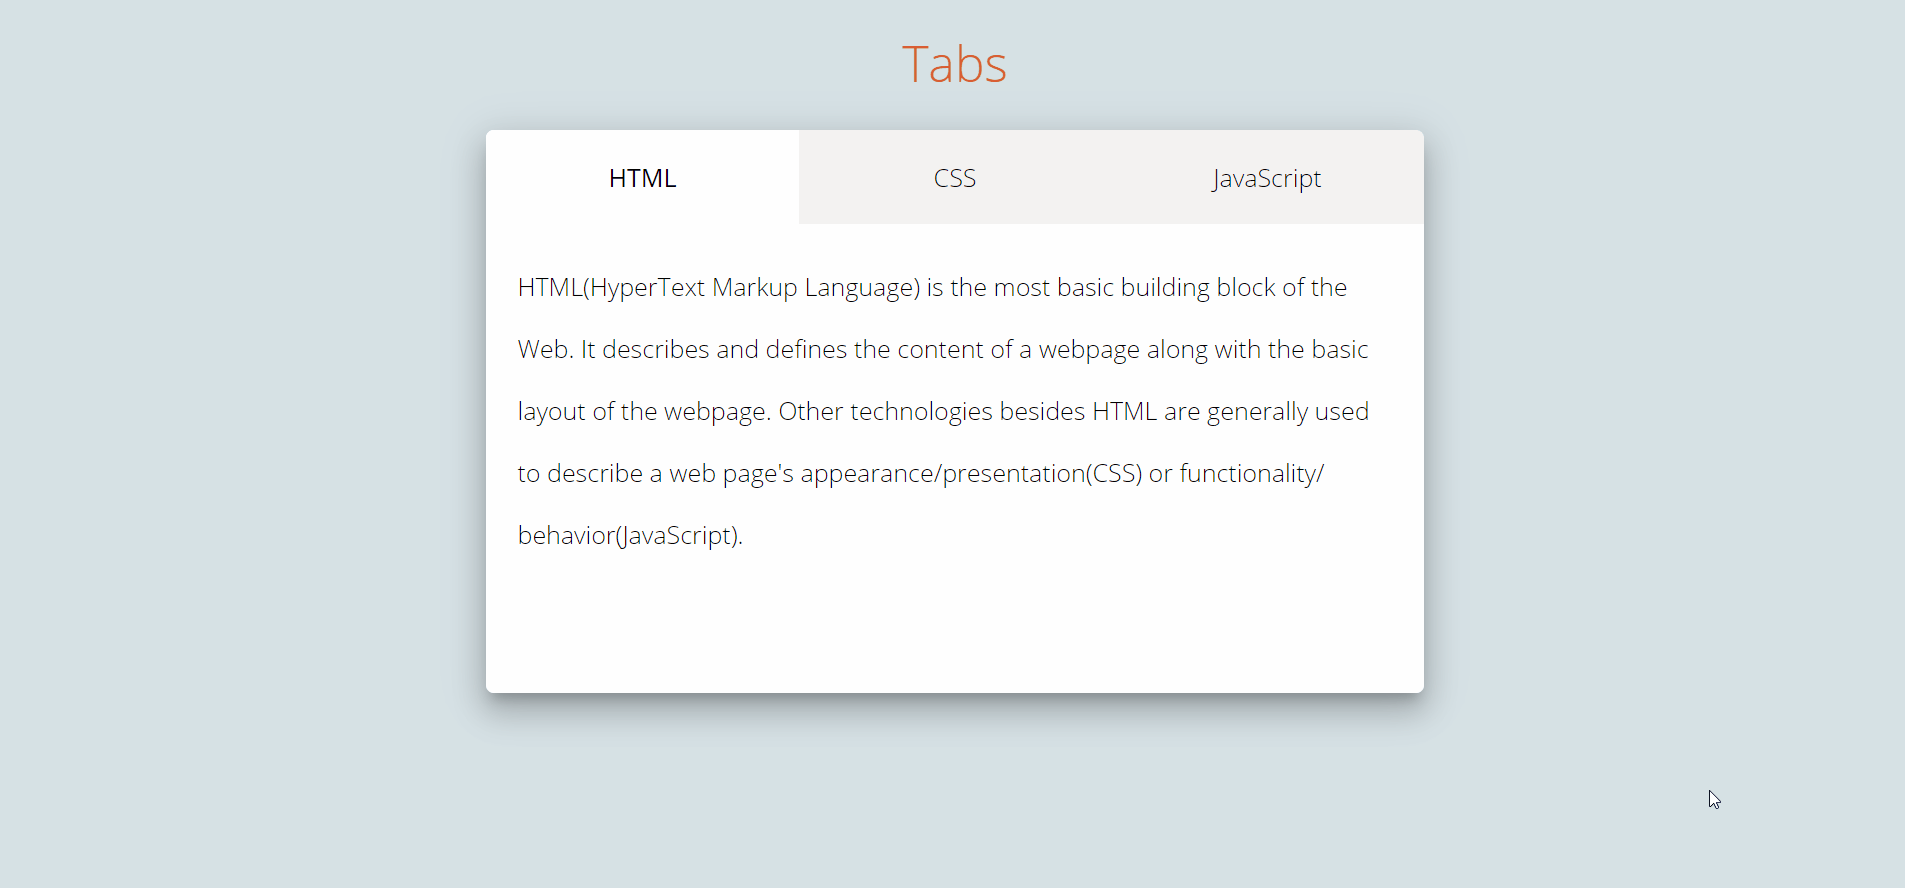 Tabs
HTML
CSS
JavaScript
HTML(HyperText Markup Language) is the most basic building block of the
Web. It describes and defines the content of a webpage along with the basic
layout of the webpage. Other technologies besides HTML are generally used
to describe a web page's appearance/presentation(CSS) or functionality/
behavior(JavaScript).